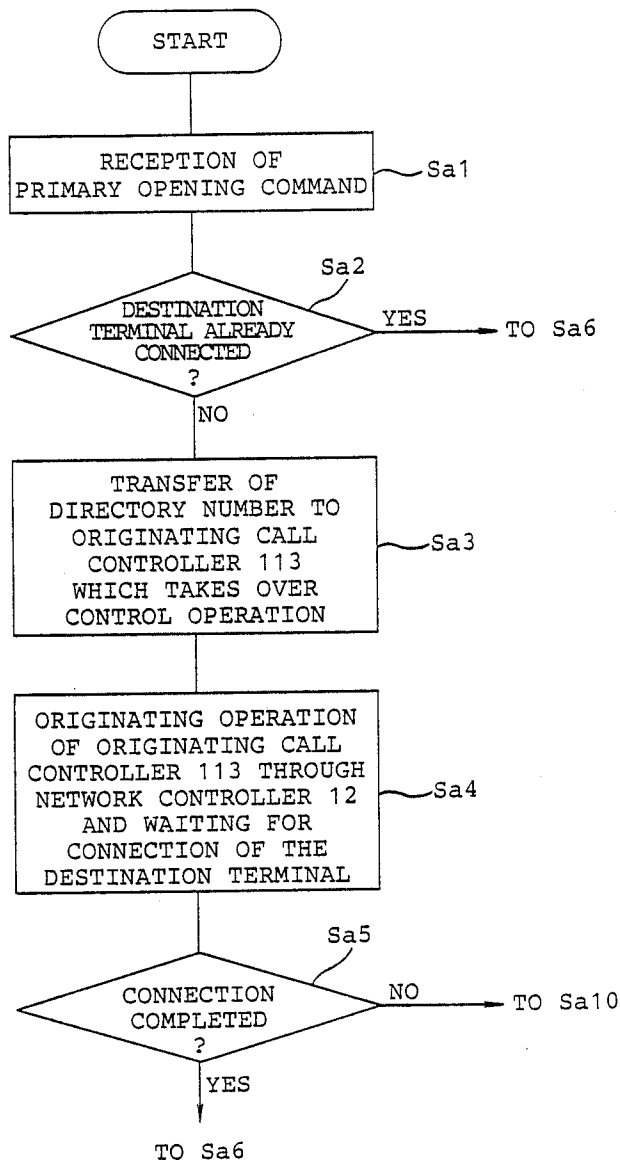 START
RECEPTION OF
PRIMARY OPENING COMMAND
Sa1
Sa2
DESTINATION
TERMINAL ALREADY
CONNECTED
?
YES
TO Sa6
NO
TRANSFER OF
DIRECTORY NUMBER TO
ORIGINATING CALL
CONTROLLER 113
WHICH TAKES OVER
CONTROL OPERATION
Sa3
ORIGINATING OPERATION
OF ORIGINATING CALL
CONTROLLER 113 THROUGH
NETWORK CONTROLLER 12
AND WAITING FOR
CONNECTION OF THE
DESTINATION TERMINAL
Sa4
Sa5
CONNECTION
COMPLETED
?
NO
TO Sa10
YES
TO Sa6